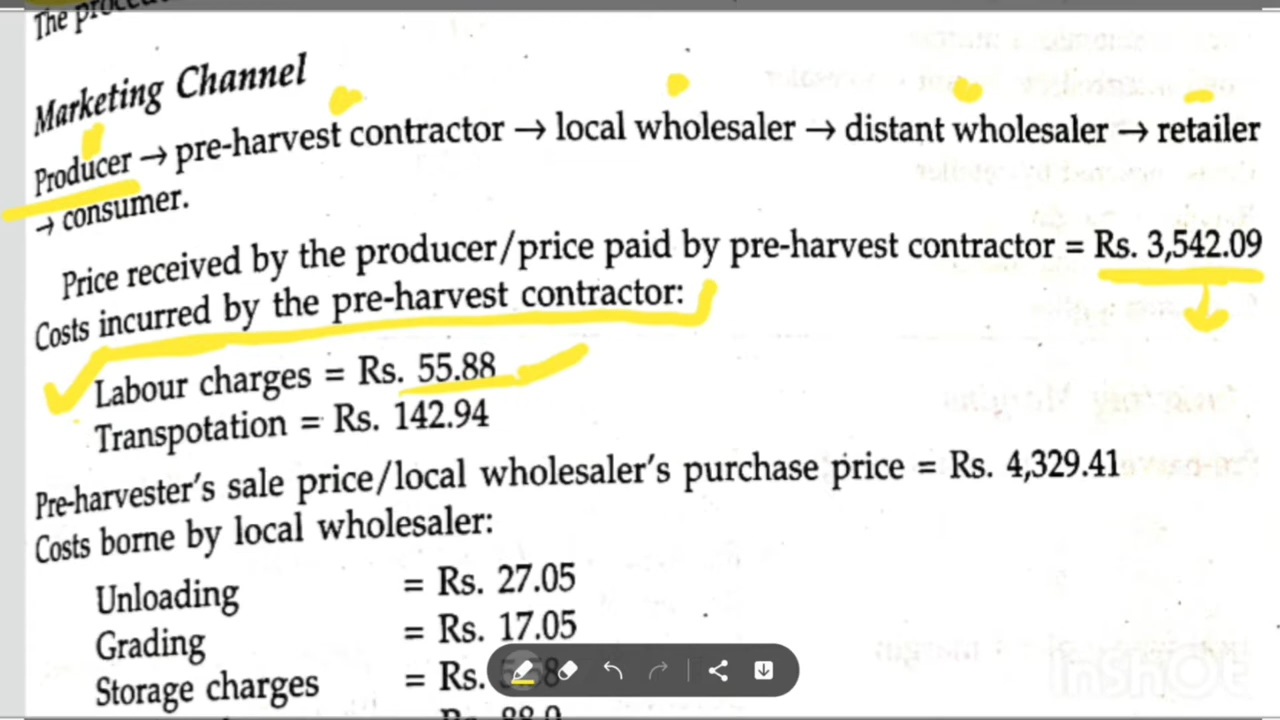 The
Marketing Channel
Producer → pre-harvest contractor → local wholesaler → distant wholesaler → retailer
→ consumer.
Price received by the producer/price paid by pre-harvest contractor = Rs. 3,542.09
Costs incurred by the pre-harvest contractor:
Labour charges = Rs. 55.88
Transpotation = Rs. 142.94
Pre-harvester's sale price/local wholesaler's purchase price = Rs. 4,329.41
Costs borne by local wholesaler:
Unloading = Rs. 27.05
Grading = Rs. 17.05
Storage charges = Rs.
InShOt